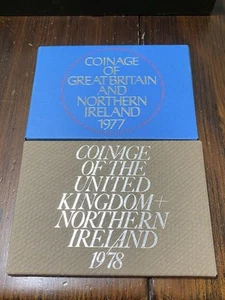 COINAGE
OF
GREAT BRITAIN
AND
NORTHERN
IRELAND
1977
COINAGE
OF THE
UNITED
KINGDOM+
NORTHERN
IRELAND
1978